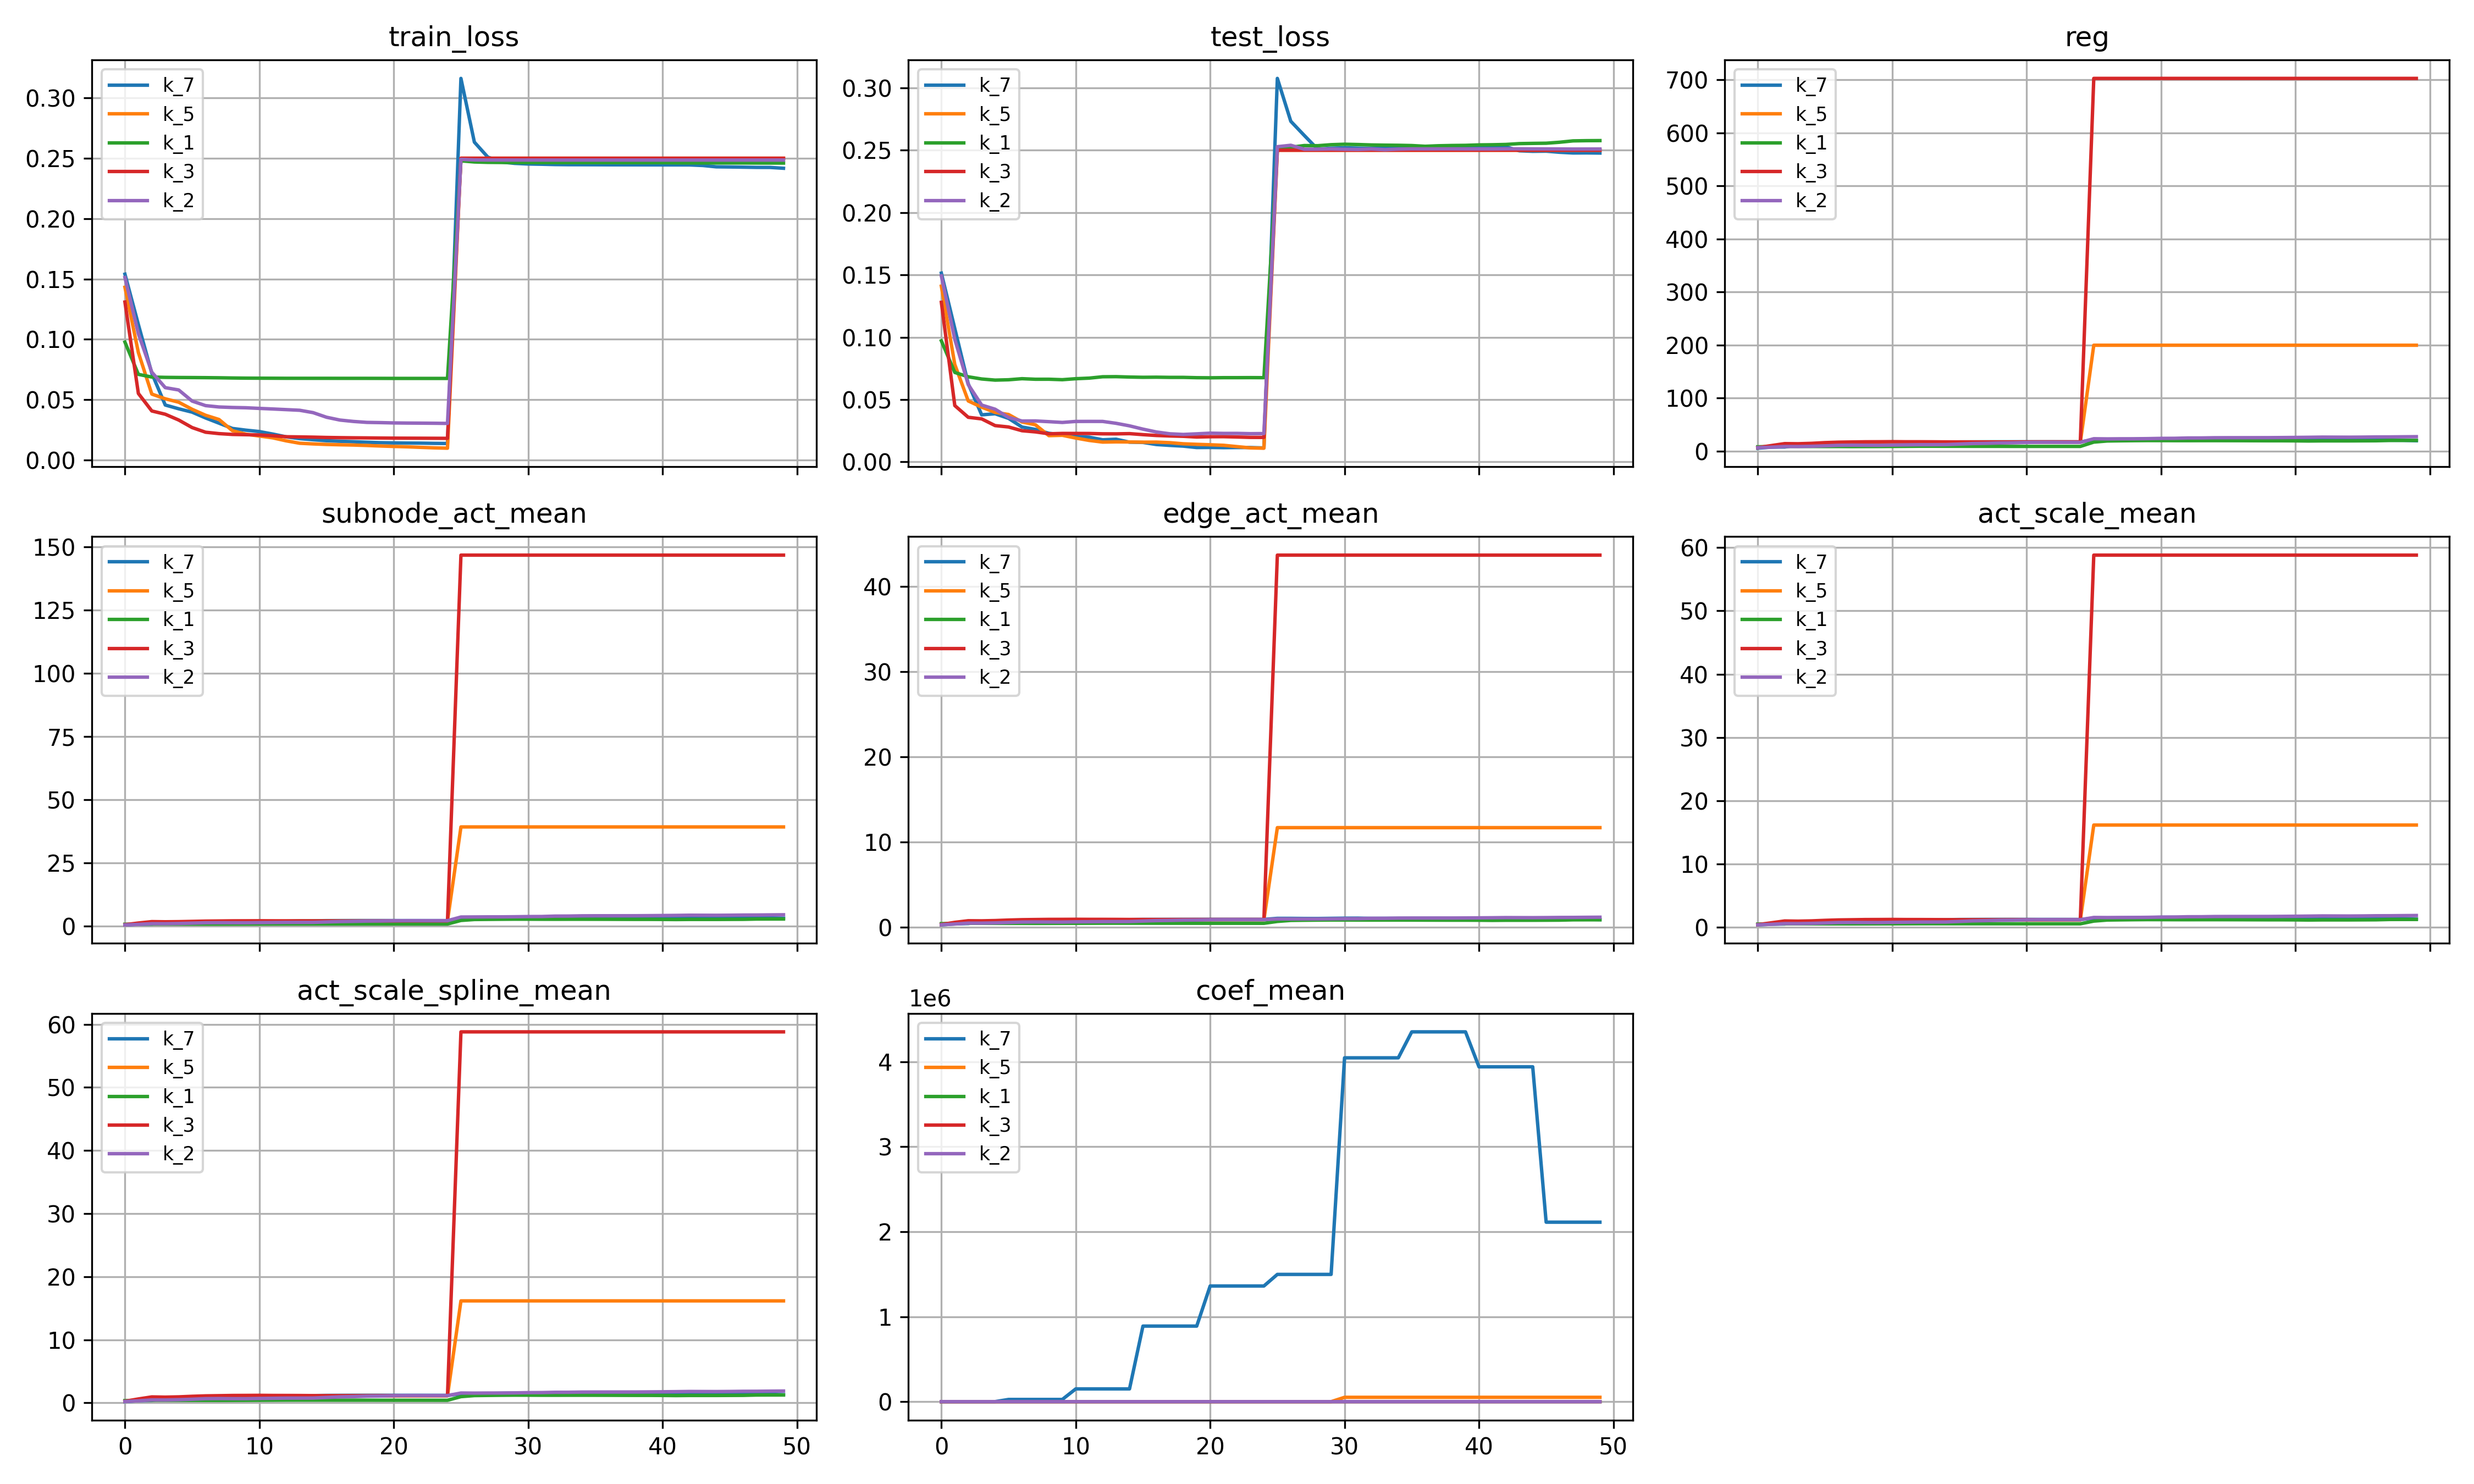 train_loss
k_7
k_5
k_1
k_3
k_2
0.30
0.25
0.20
0.15
0.10
0.05
0.00
test_loss
k_7
k_5
k_1
k_3
k_2
0.30
0.25
0.20
0.15
0.10
0.05
0.00
reg
k_7
k_5
k_1
k_3
k_2
700
600
500
400
300
200
100
0
subnode_act_mean
k_7
k_5
k_1
k_3
k_2
150
125
100
75
50
25
0
edge_act_mean
k_7
k_5
k_1
k_3
k_2
40
30
20
10
0
act_scale_mean
k_7
k_5
k_1
k_3
k_2
60
50
40
30
20
10
0
act_scale_spline_mean
k_7
k_5
k_1
k_3
k_2
60
50
40
30
20
10
0
0 10 20 30 40 50
1e6
coef_mean
k_7
k_5
k_1
k_3
k_2
4
3
2
1
0
0 10 20 30 40 50